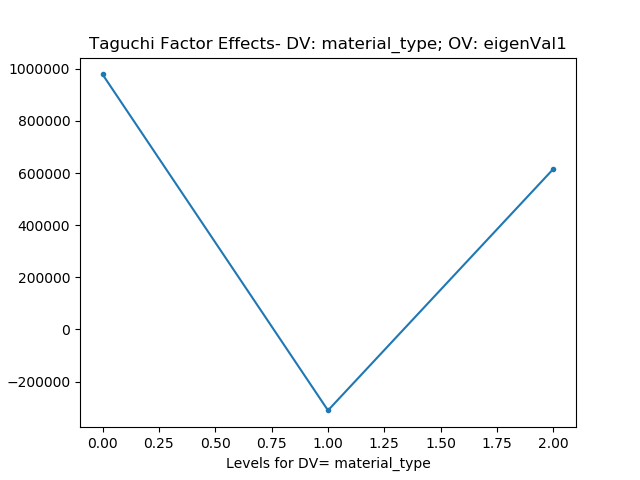 Taguchi Factor Effects- DV: material_type; OV: eigenVal1
1000000
800000
600000
400000
200000
0
−200000
0.00 0.25 0.50 0.75 1.00 1.25 1.50 1.75 2.00
Levels for DV= material_type